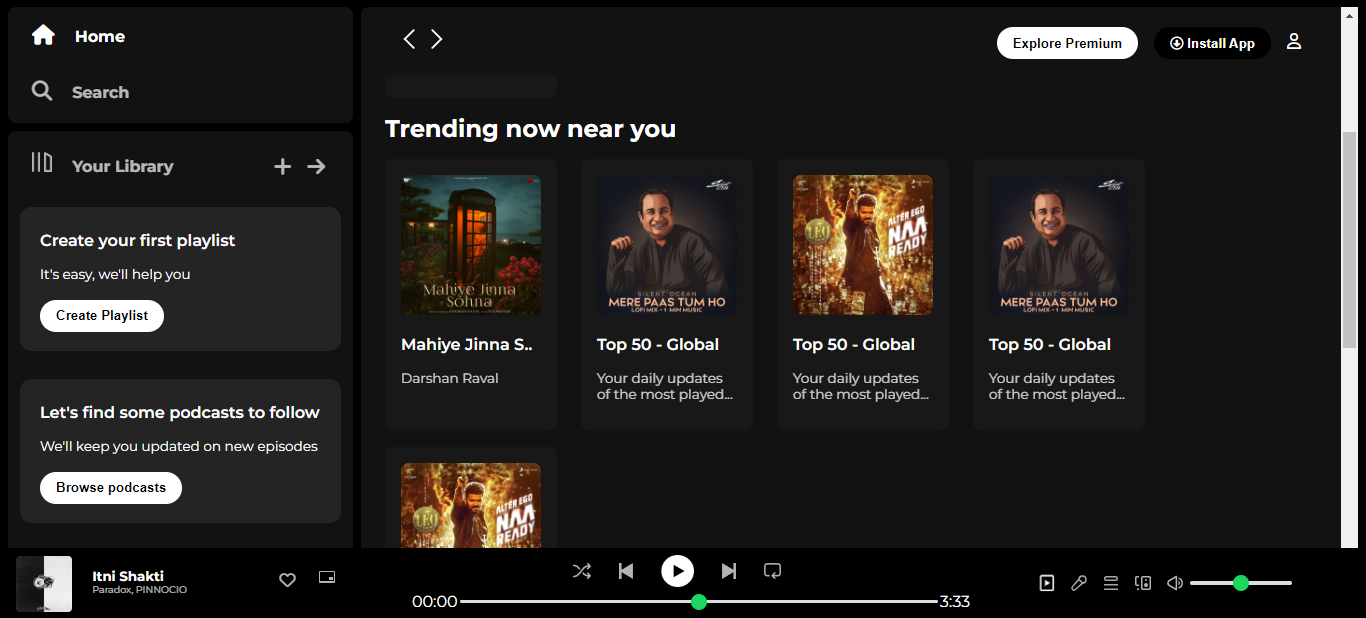 Home
Search
Your Library
Create your first playlist
It's easy, we'll help you
Create Playlist
Let's find some podcasts to follow
We'll keep you updated on new episodes
Browse podcasts
Explore Premium
Install App
Trending now near you
Mahiye Jinna
Sohna
Mahiye Jinna S..
Darshan Raval
SILENT OCEAN
MERE PAAS TUM HO
LOFI MIX - 1 MIN MUSIC
Top 50 - Global
Your daily updates
of the most played...
LEO
ALTER EGO
NAA
READY
Top 50 - Global
Your daily updates
of the most played...
SILENT OCEAN
MERE PAAS TUM HO
LOFI MIX - 1 MIN MUSIC
Top 50 - Global
Your daily updates
of the most played...
LEO
ALTER EGO
NAA
READY
Itni Shakti
Paradox, PINNOCIO
00:00
3:33